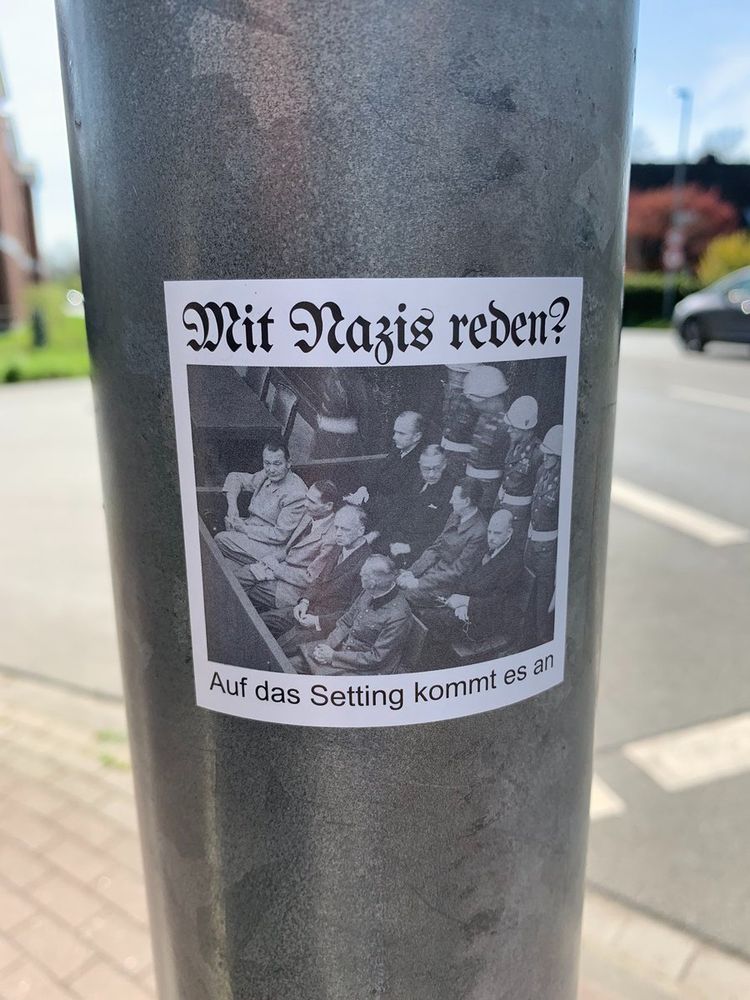 Mit Nazis reden?
Auf das Setting kommt es an